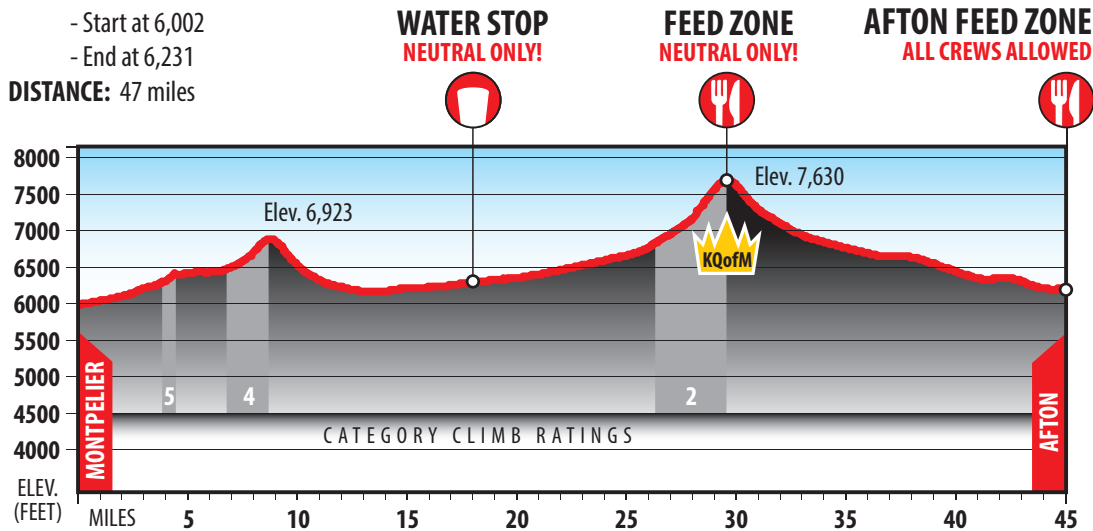 - Start at 6,002
- End at 6,231
DISTANCE: 47 miles
WATER STOP
NEUTRAL ONLY!
FEED ZONE
NEUTRAL ONLY!
AFTON FEED ZONE
ALL CREWS ALLOWED
8000
7500
7000
6500
6000
5500
5000
4500
4000
ELEV.
(FEET)
Elev. 6,923
Elev. 7,630
KQofM
5
4
2
MONTPELIER
AFTON
CATEGORY CLIMB RATINGS
MILES
5
10
15
20
25
30
35
40
45